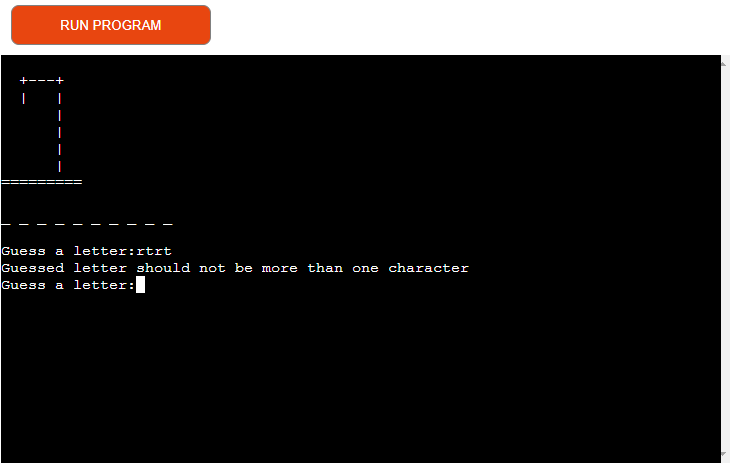 RUN PROGRAM
  +---+
  |   |
      |
      |
      |
      |
=========
_ _ _ _ _ _ _ _ _ _
Guess a letter:rtrt
Guessed letter should not be more than one character
Guess a letter: